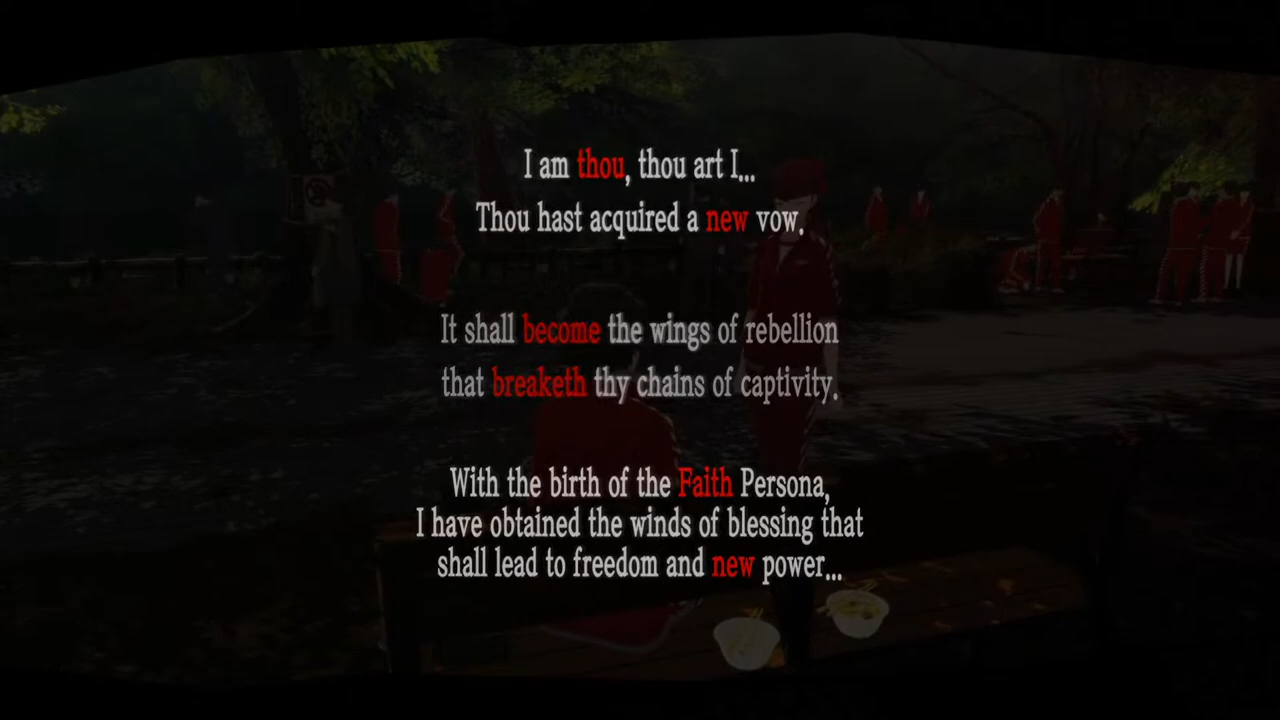 I am thou, thou art I...
Thou hast acquired a new vow.
It shall become the wings of rebellion
that breaketh thy chains of captivity.
With the birth of the Faith Persona,
I have obtained the winds of blessing that
shall lead to freedom and new power...